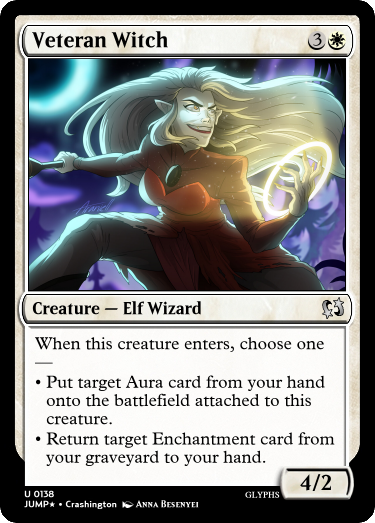 Veteran Witch 3
Creature — Elf Wizard
When this creature enters, choose one
—
• Put target Aura card from your hand
onto the battlefield attached to this
creature.
• Return target Enchantment card from
your graveyard to your hand.
4/2
U 0138
JUMP★ • Crashington Anna Besenyei
GLYPHS